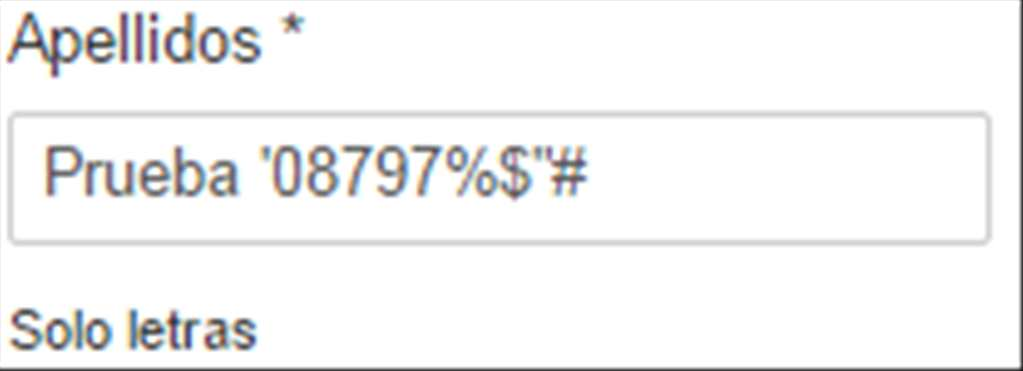 Apellidos *
Prueba '08797%$"#
Solo letras